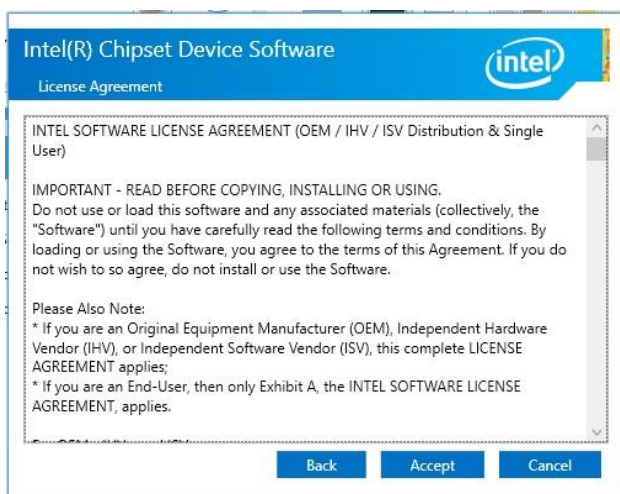 Intel(R) Chipset Device Software
intel
License Agreement
INTEL SOFTWARE LICENSE AGREEMENT (OEM / IHV / ISV Distribution & Single
User)
IMPORTANT - READ BEFORE COPYING, INSTALLING OR USING.
Do not use or load this software and any associated materials (collectively, the
"Software") until you have carefully read the following terms and conditions. By
loading or using the Software, you agree to the terms of this Agreement. If you do
not wish to so agree, do not install or use the Software.
Please Also Note:
* If you are an Original Equipment Manufacturer (OEM), Independent Hardware
Vendor (IHV), or Independent Software Vendor (ISV), this complete LICENSE
AGREEMENT applies;
* If you are an End-User, then only Exhibit A, the INTEL SOFTWARE LICENSE
AGREEMENT, applies.
Back
Accept
Cancel